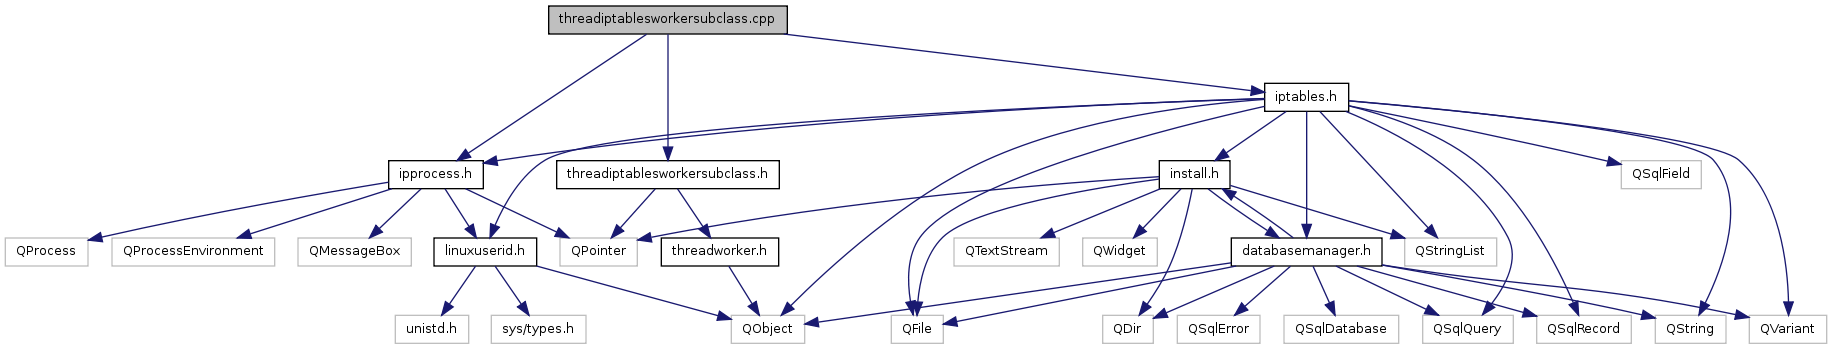 threadiptablesworkersubclass.cpp
iptables.h
ipprocess.h
threadiptablesworkersubclass.h
install.h
QSqlField
QProcess
QProcessEnvironment
QMessageBox
linuxuserid.h
QPointer
threadworker.h
QTextStream
QWidget
databasemanager.h
QStringList
unistd.h
sys/types.h
QObject
QFile
QDir
QSqlError
QSqlDatabase
QSqlQuery
QSqlRecord
QString
QVariant